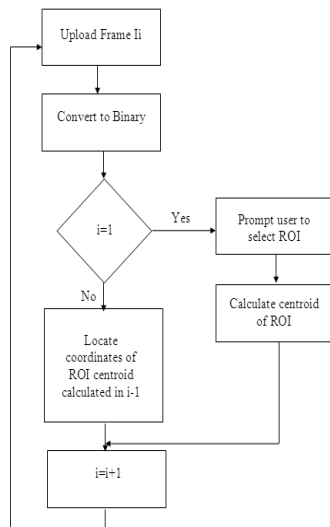 Upload Frame Ii
Convert to Binary
i=1
Yes
Prompt user to
select ROI
Calculate centroid
of ROI
No
Locate
coordinates of
ROI centroid
calculated in i-1
i=i+1